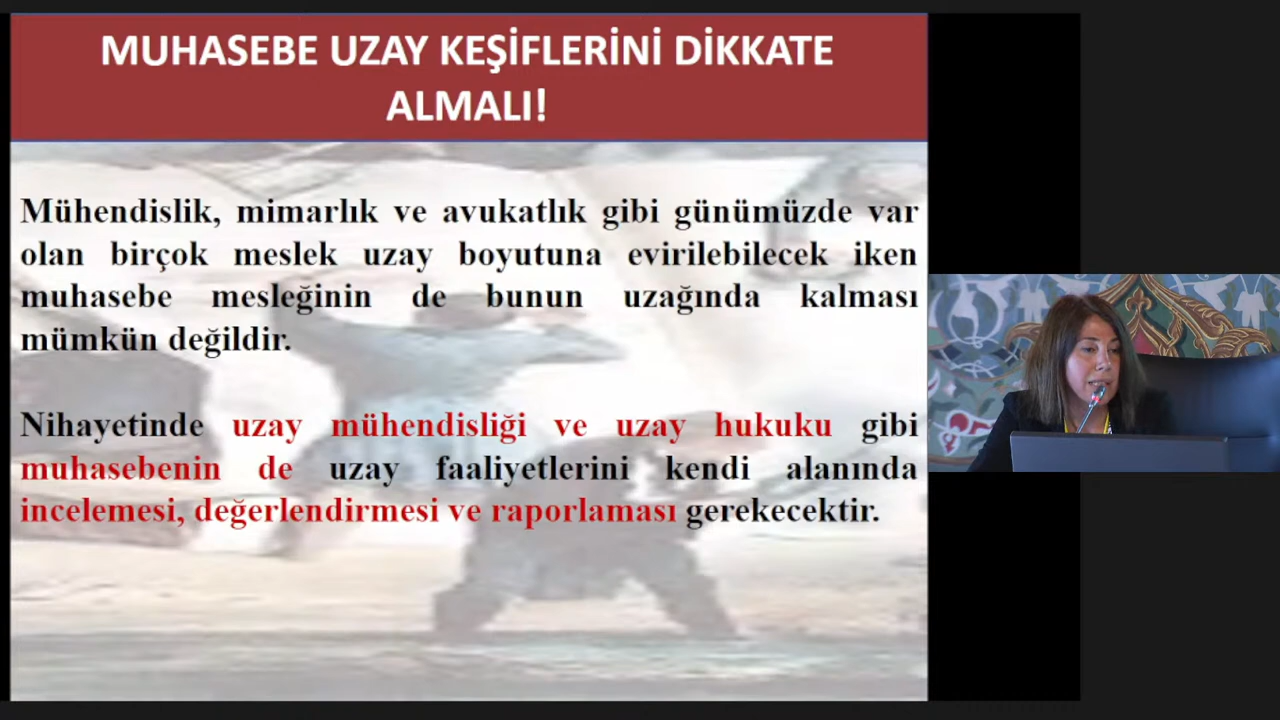 MUHASEBE UZAY KEŞİFLERİNİ DİKKATE
ALMALI!
Mühendislik, mimarlık ve avukatlık gibi günümüzde var
olan birçok meslek uzay boyutuna evirilebilecek iken
muhasebe mesleğinin de bunun uzağında kalması
mümkün değildir.
Nihayetinde uzay mühendisliği ve uzay hukuku gibi
muhasebenin de uzay faaliyetlerini kendi alanında
incelemesi, değerlendirmesi ve raporlaması gerekecektir.